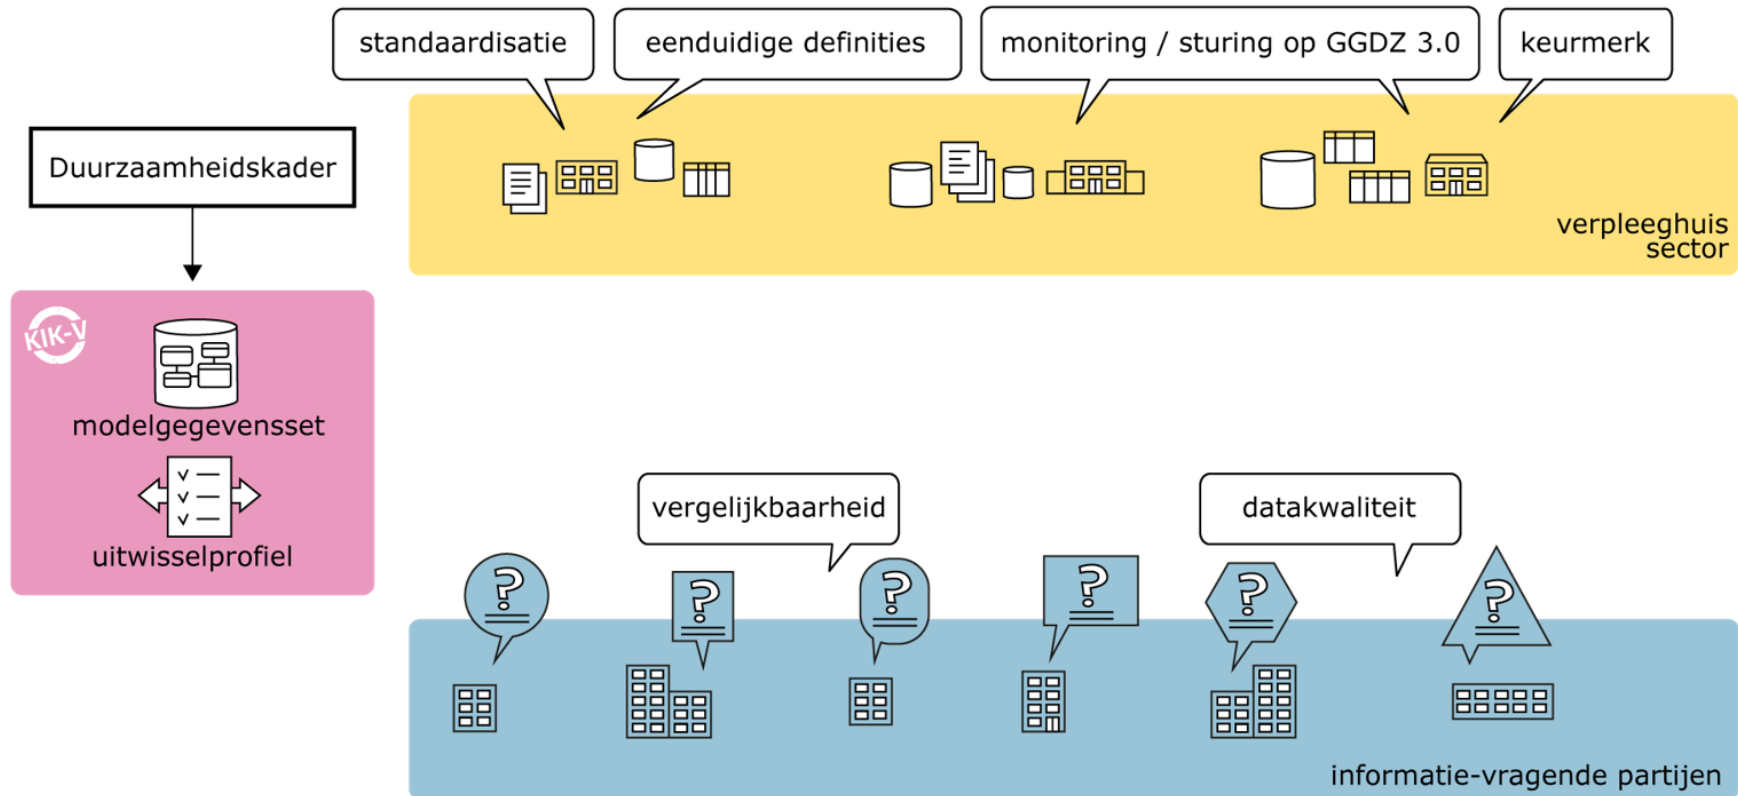 standaardisatie
eenduidige definities
monitoring / sturing op GGDZ 3.0
keurmerk
Duurzaamheidskader
verpleeghuis
sector
KIK-V
modelgegevensset
uitwisselprofiel
vergelijkbaarheid
datakwaliteit
?
?
?
?
?
?
informatie-vragende partijen